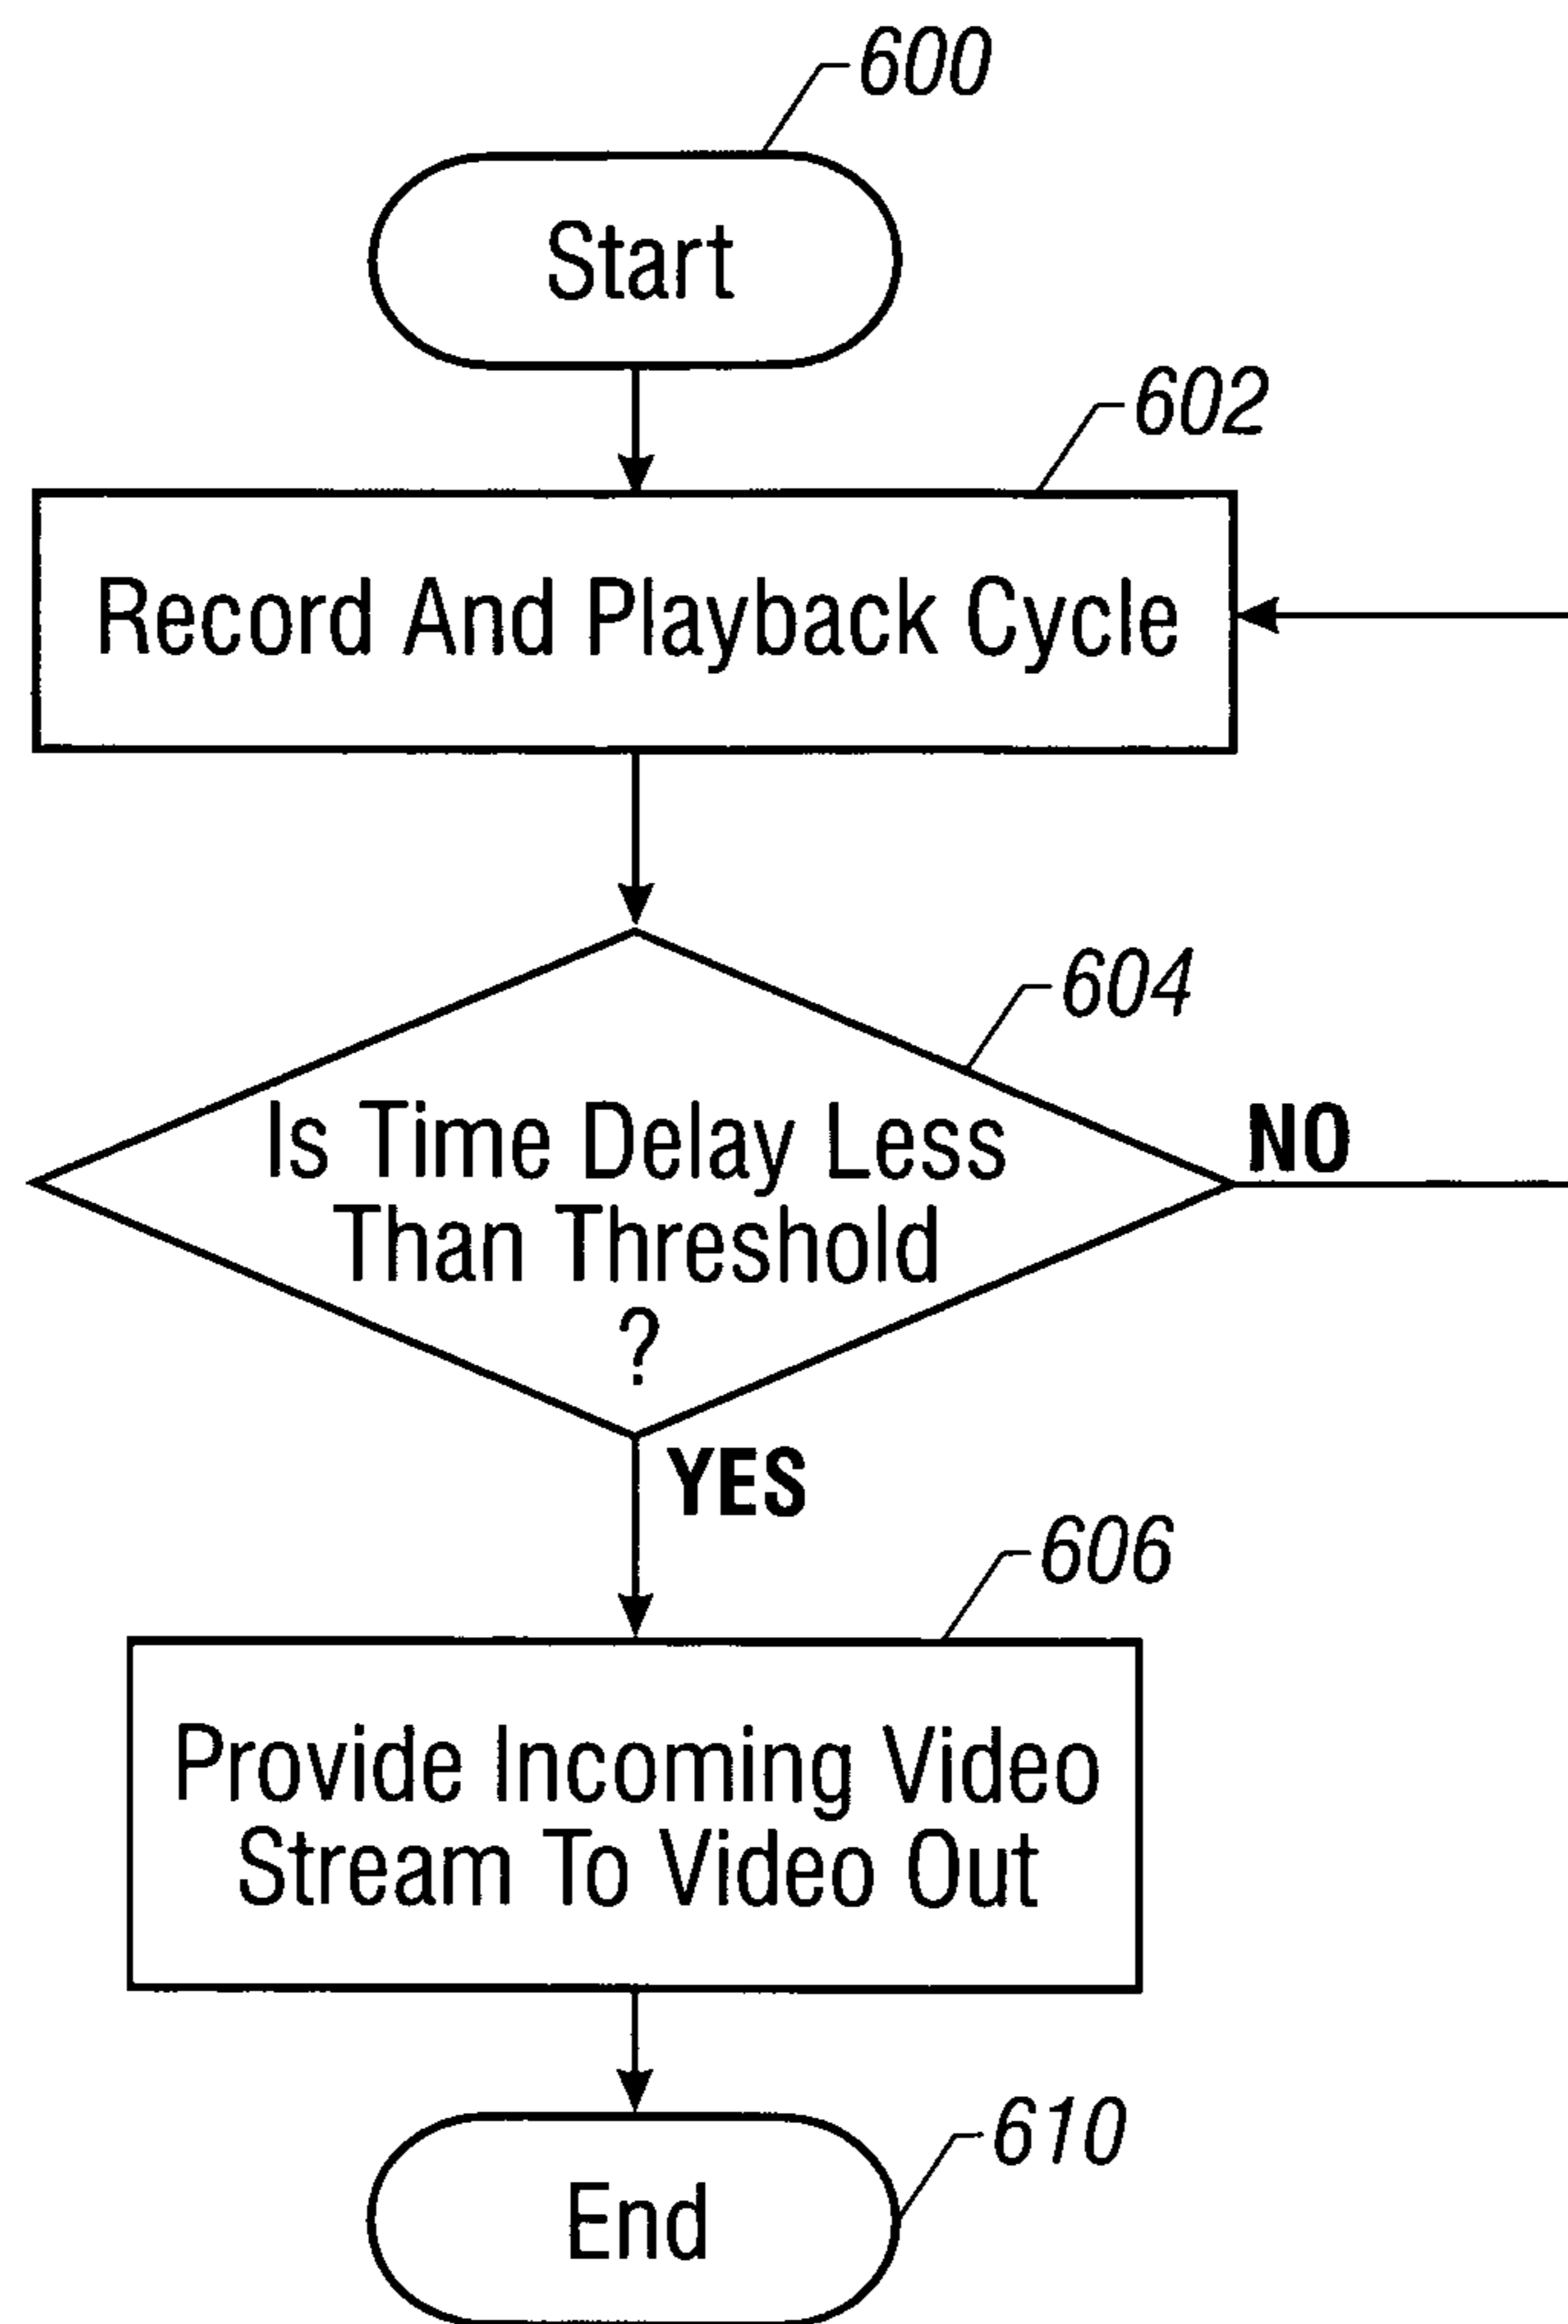 600
Start
602
Record And Playback Cycle
604
Is Time Delay Less
Than Threshold
?
NO
YES
606
Provide Incoming Video
Stream To Video Out
610
End